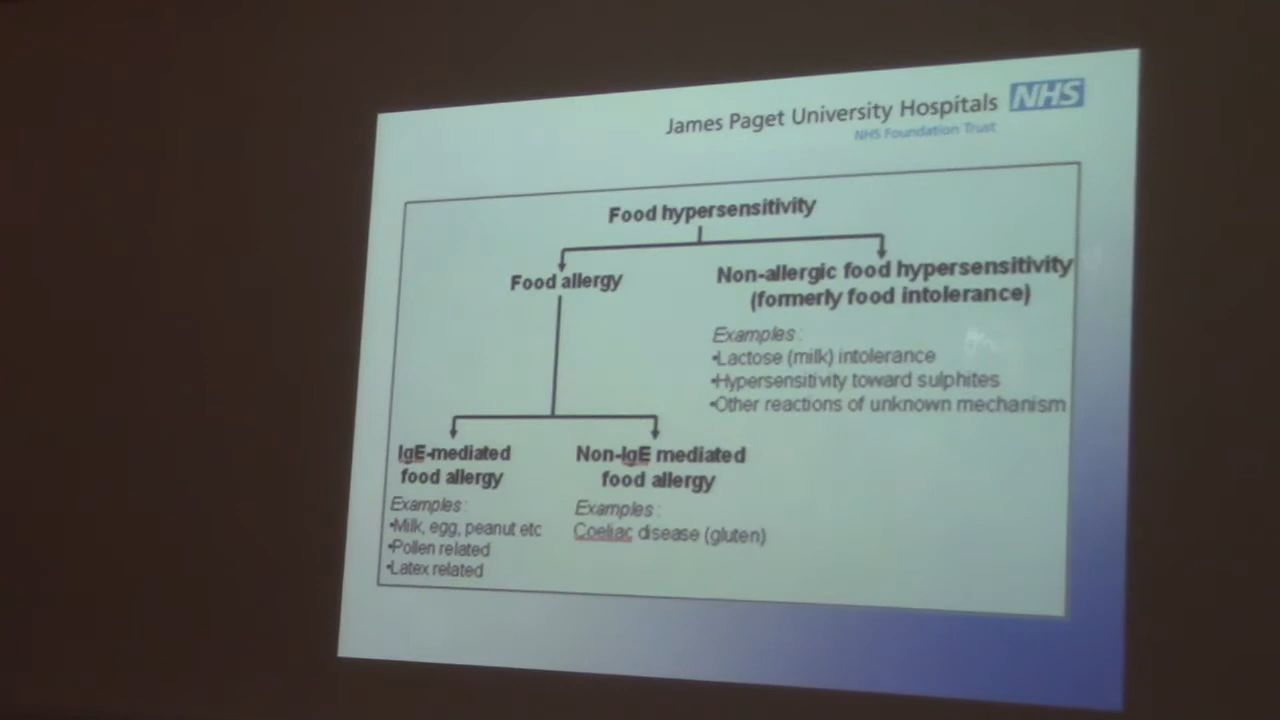 James Paget University Hospitals NHS
NHS Foundation Trust
Food hypersensitivity
Food allergy
Non-allergic food hypersensitivity
(formerly food intolerance)
Examples:
•Lactose (milk) intolerance
•Hypersensitivity toward sulphites
•Other reactions of unknown mechanism
IgE-mediated
food allergy
Examples:
•Milk, egg, peanut etc
•Pollen related
•Latex related
Non-IgE mediated
food allergy
Examples:
Coeliac disease (gluten)